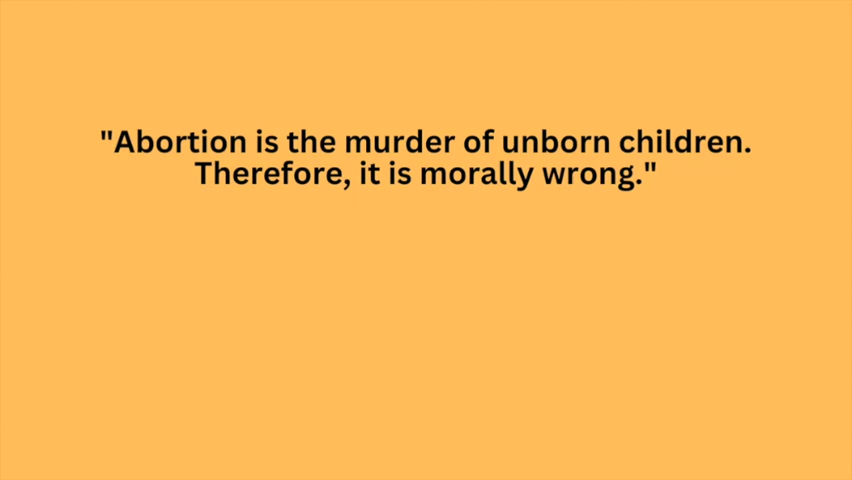 "Abortion is the murder of unborn children.
Therefore, it is morally wrong."